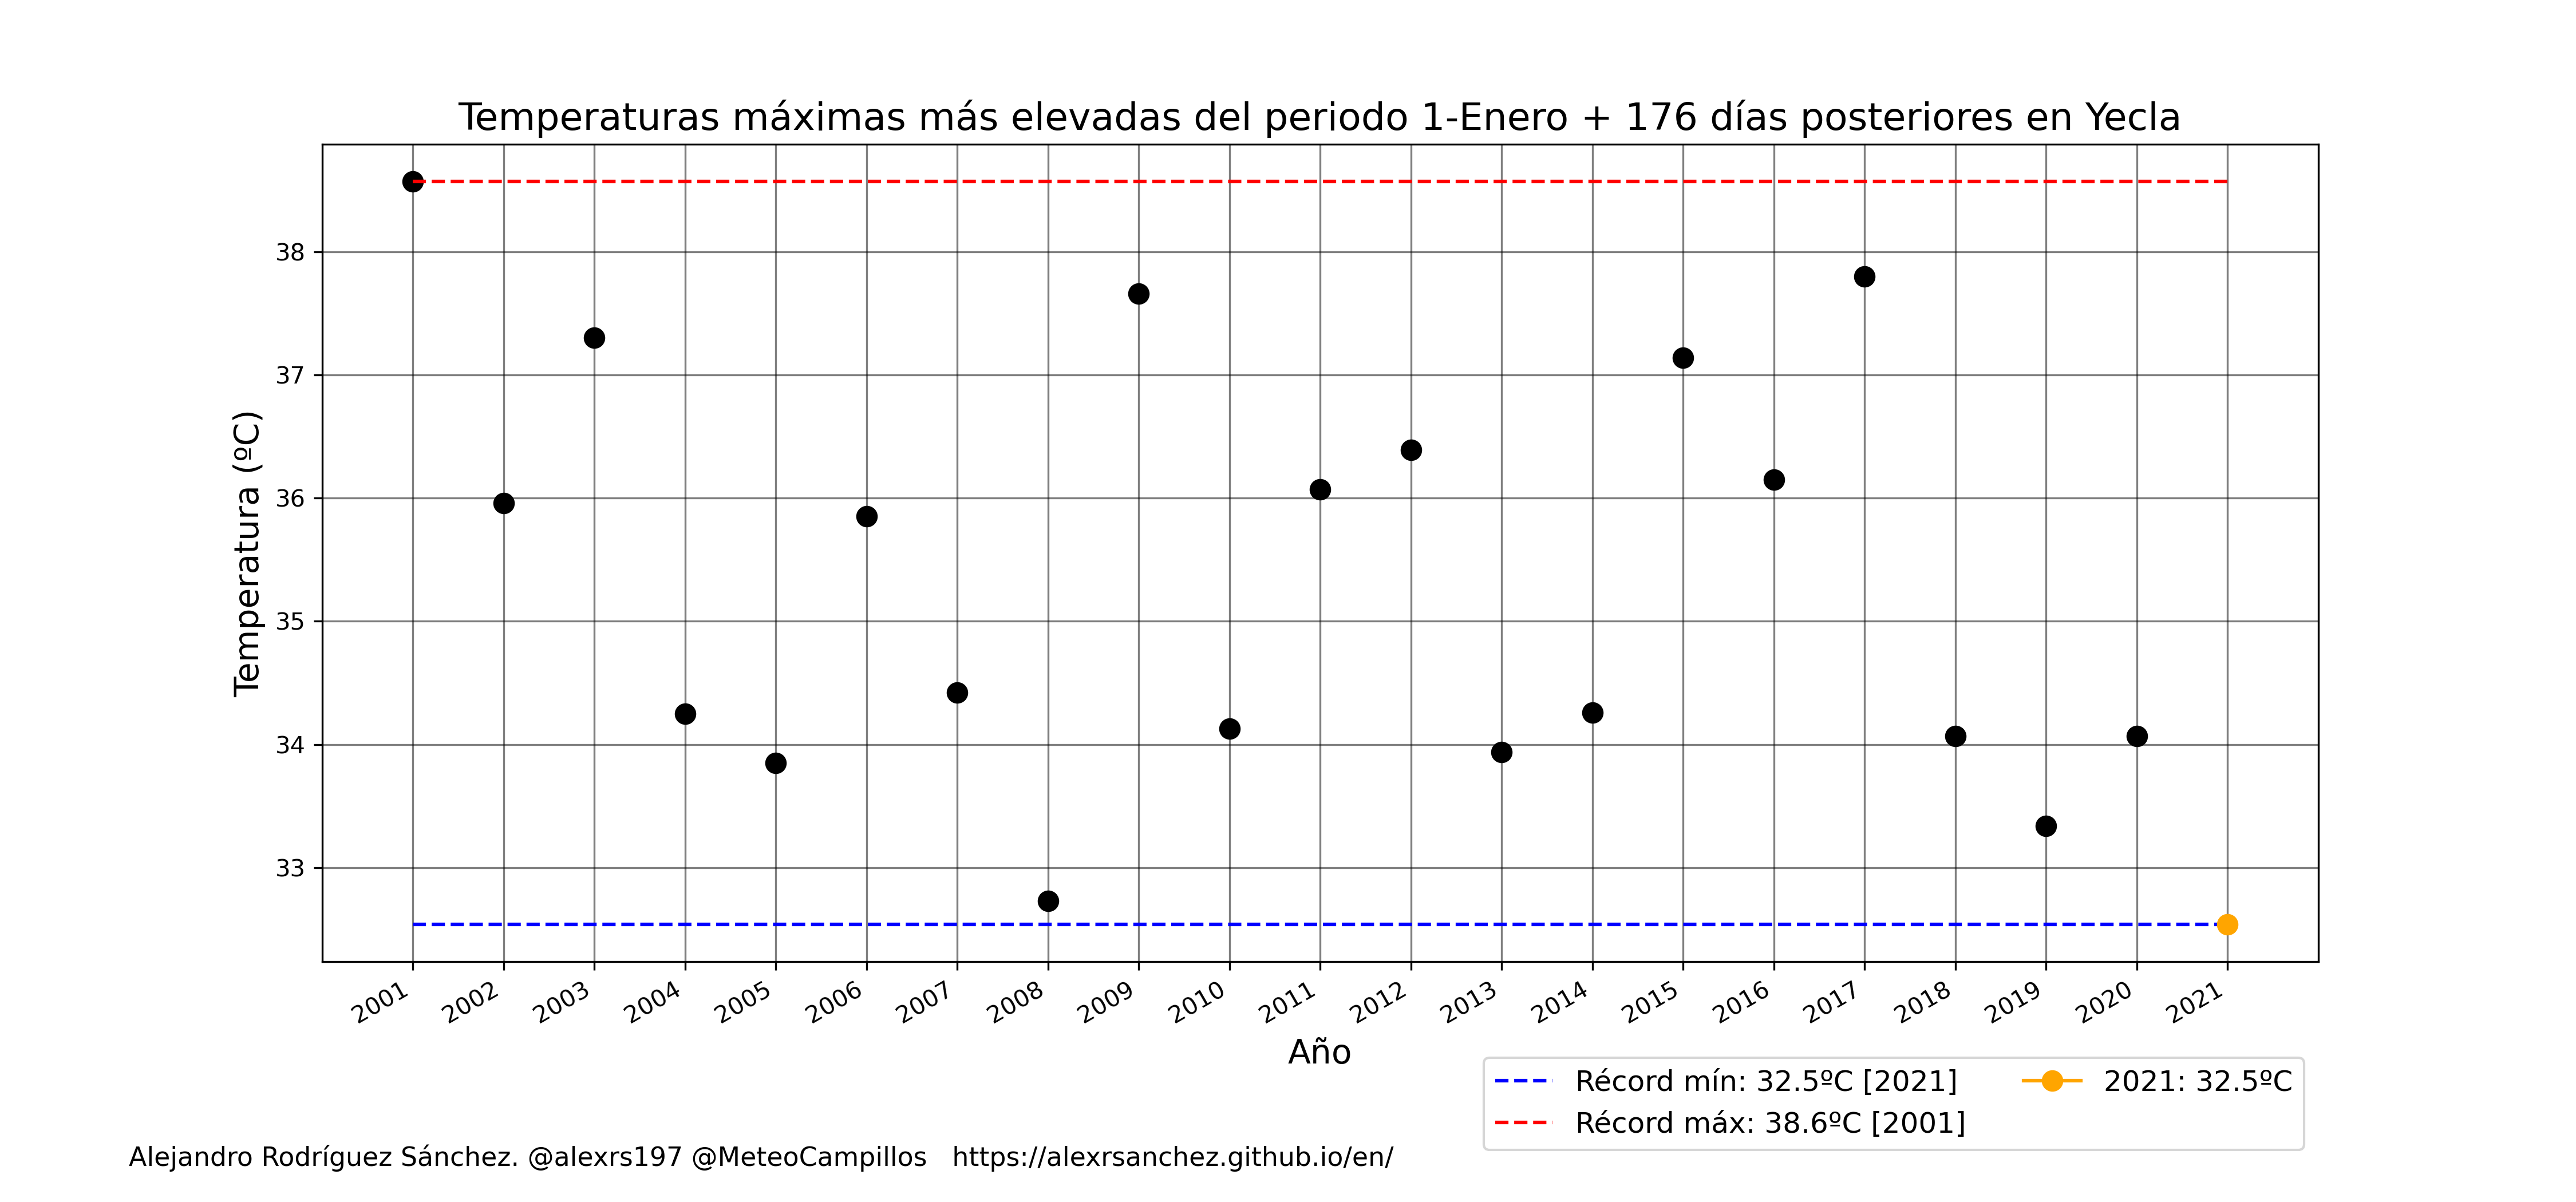 Temperaturas máximas más elevadas del periodo 1-Enero + 176 días posteriores en Yecla
Temperatura (ºC)
38
37
36
35
34
33
2001 2002 2003 2004 2005 2006 2007 2008 2009 2010 2011 2012 2013 2014 2015 2016 2017 2018 2019 2020 2021
Año
Récord mín: 32.5ºC [2021]
Récord máx: 38.6ºC [2001]
2021: 32.5ºC
Alejandro Rodríguez Sánchez. @alexrs197 @MeteoCampillos https://alexrsanchez.github.io/en/